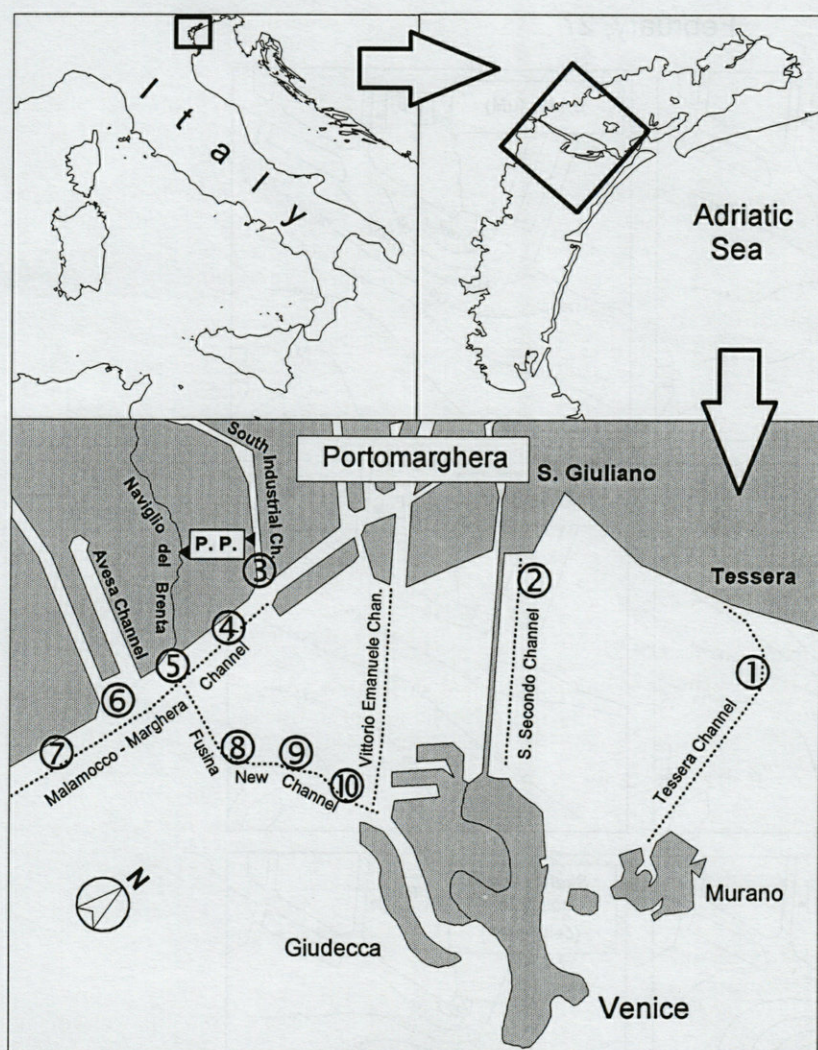 February, 27
Italy
Adriatic
Sea
Portomarghera
S. Giuliano
South Industrial Ch.
Naviglio del Brenta
P. P.
Avesa Channel
Tessera
3
2
4
1
5
6
7
8
9
10
Malamocco - Marghera Channel
Fusina New Channel
Vittorio Emanuele Chan.
S. Secondo Channel
Tessera Channel
N
Murano
Giudecca
Venice